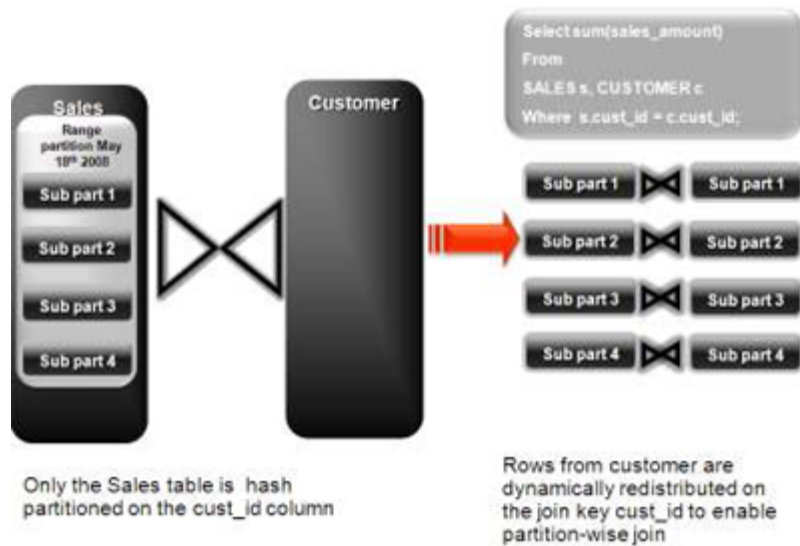 Sales
Range
partition May
18th 2008
Sub part 1
Sub part 2
Sub part 3
Sub part 4
Customer
Select sum(sales_amount)
From
SALES s, CUSTOMER c
Where s.cust_id = c.cust_id;
Sub part 1 Sub part 1
Sub part 2 Sub part 2
Sub part 3 Sub part 3
Sub part 4 Sub part 4
Only the Sales table is hash
partitioned on the cust_id column
Rows from customer are
dynamically redistributed on
the join key cust_id to enable
partition-wise join